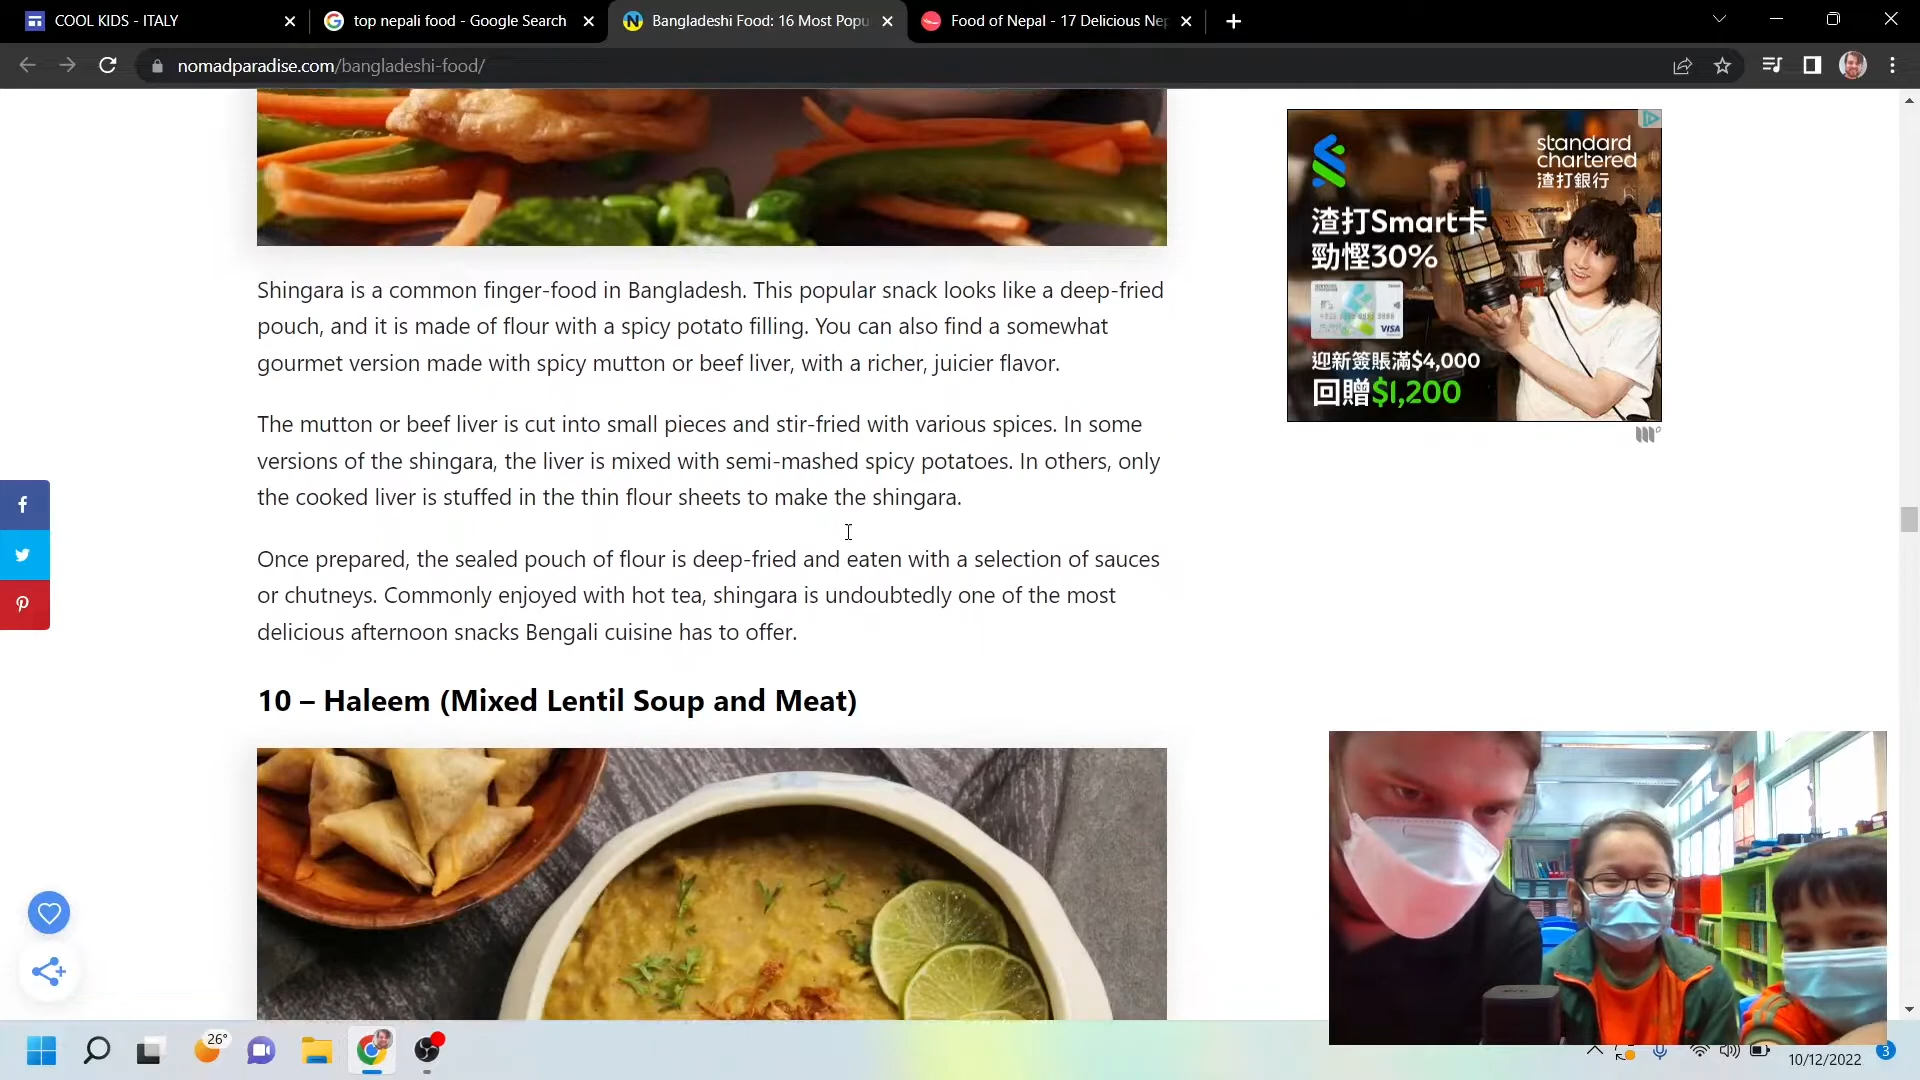 COOL KIDS - ITALY
top nepali food - Google Search
Bangladeshi Food: 16 Most Popu
Food of Nepal - 17 Delicious Nep
nomadparadise.com/bangladeshi-food/
Shingara is a common finger-food in Bangladesh. This popular snack looks like a deep-fried
pouch, and it is made of flour with a spicy potato filling. You can also find a somewhat
gourmet version made with spicy mutton or beef liver, with a richer, juicier flavor.
The mutton or beef liver is cut into small pieces and stir-fried with various spices. In some
versions of the shingara, the liver is mixed with semi-mashed spicy potatoes. In others, only
the cooked liver is stuffed in the thin flour sheets to make the shingara.
Once prepared, the sealed pouch of flour is deep-fried and eaten with a selection of sauces
or chutneys. Commonly enjoyed with hot tea, shingara is undoubtedly one of the most
delicious afternoon snacks Bengali cuisine has to offer.
10 – Haleem (Mixed Lentil Soup and Meat)
standard
chartered
渣打銀行
渣打Smart卡
勁慳30%
VISA
迎新簽賬滿$4,000
回贈$1,200
26°
10/12/2022
3